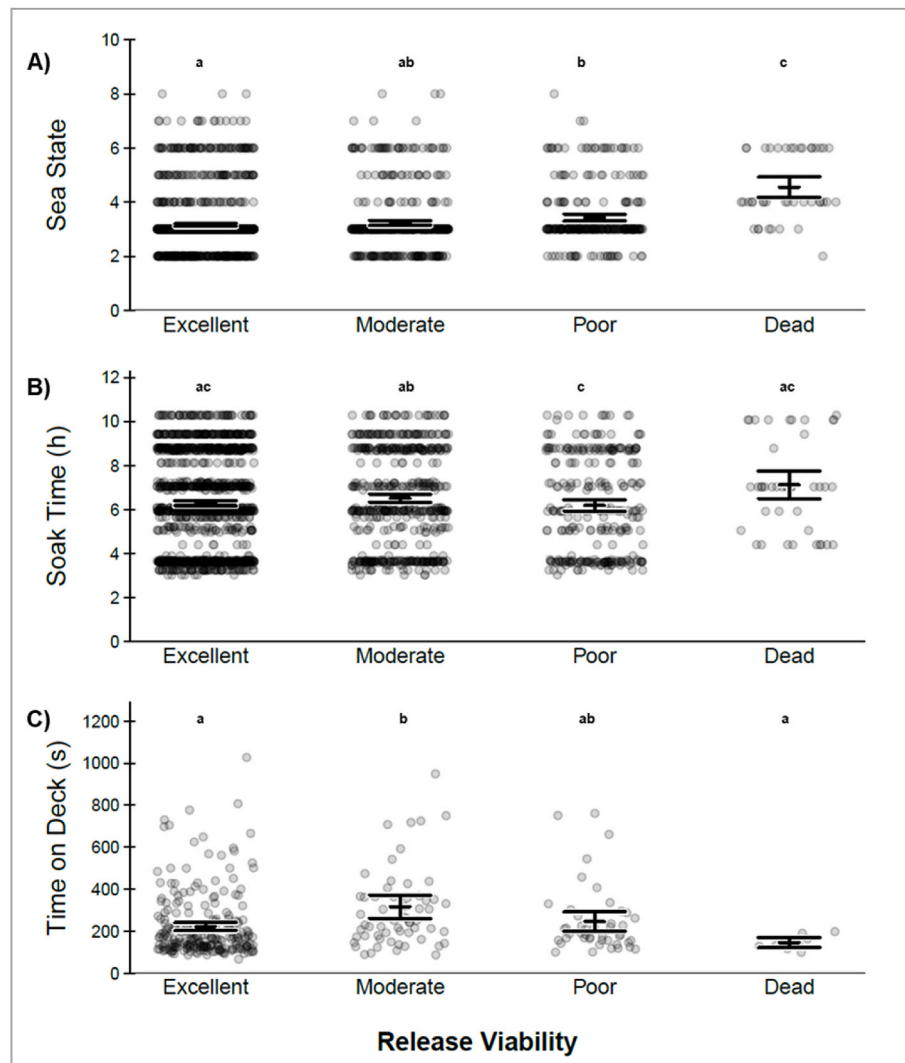 A)
a ab b c
Sea State
10
8
6
4
2
0
Excellent Moderate Poor Dead
B)
ac ab c ac
Soak Time (h)
12
10
8
6
4
2
0
Excellent Moderate Poor Dead
C)
a b ab a
Time on Deck (s)
1200
1000
800
600
400
200
0
Excellent Moderate Poor Dead
Release Viability